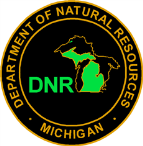 DEPARTMENT OF NATURAL RESOURCES
DNR
• MICHIGAN •